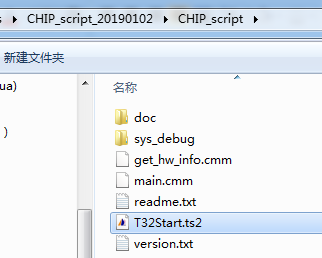 s ▸ CHIP_script_20190102 ▸ CHIP_script ▸
新建文件夹
名称
ua)
doc
)
sys_debug
get_hw_info.cmm
main.cmm
readme.txt
T32Start.ts2
version.txt